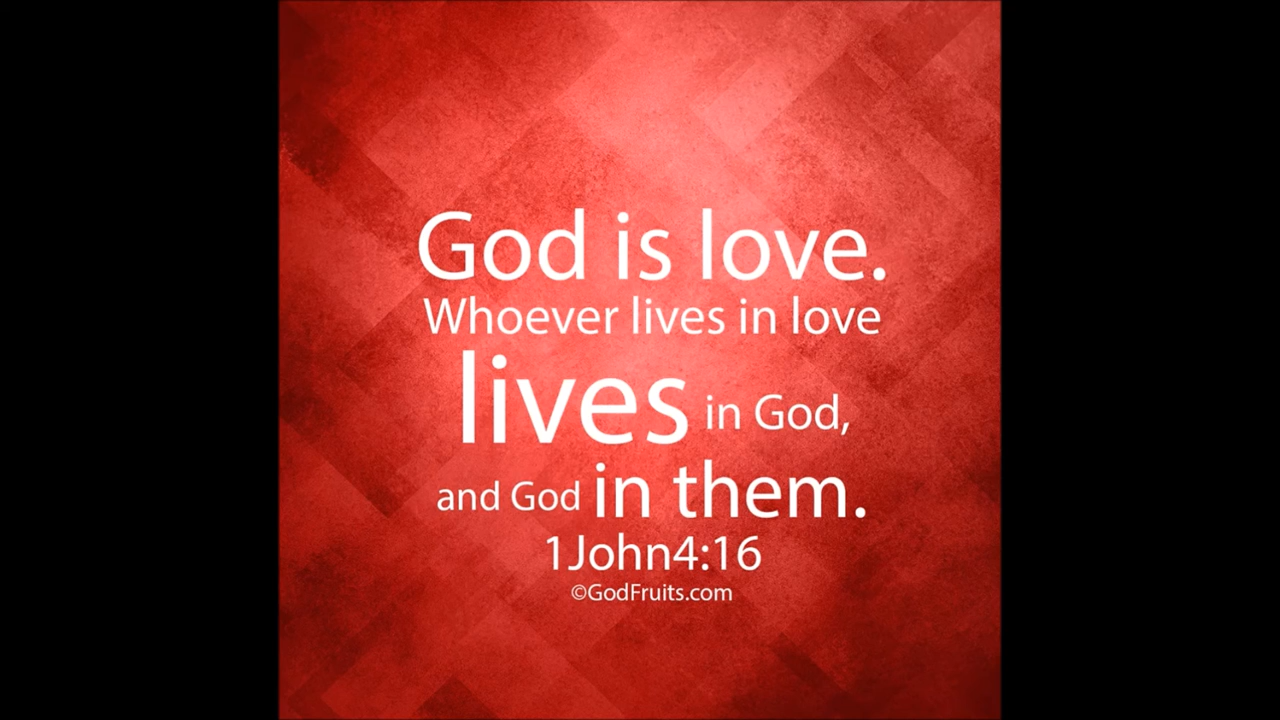 God is love.
Whoever lives in love
lives in God,
and God in them.
1John4:16
©GodFruits.com